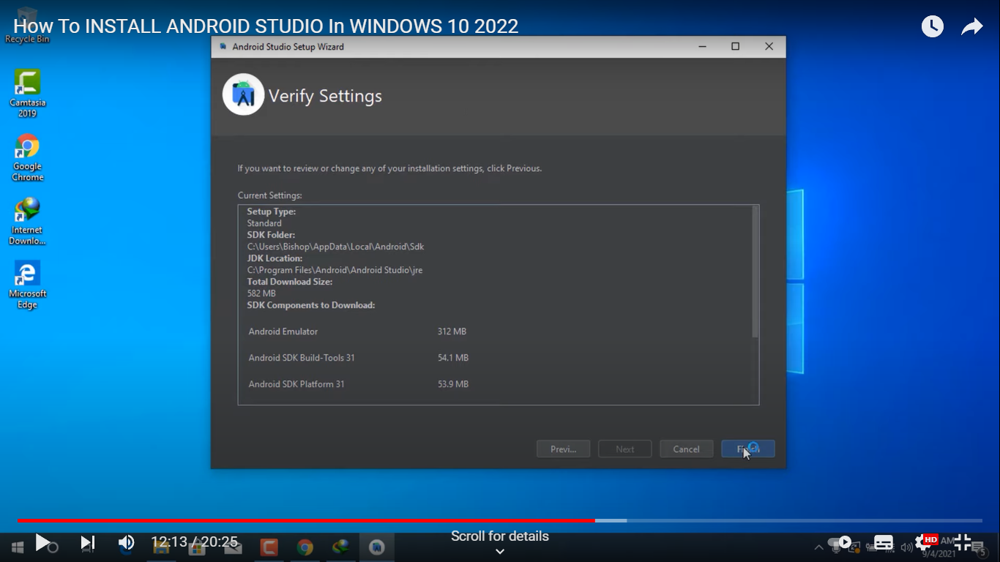 How To INSTALL ANDROID STUDIO In WINDOWS 10 2022
Recycle Bin
Camtasia
2019
Google
Chrome
Internet
Downlo...
Microsoft
Edge
Android Studio Setup Wizard
Verify Settings
If you want to review or change any of your installation settings, click Previous.
Current Settings:
Setup Type:
Standard
SDK Folder:
C:\Users\Bishop\AppData\Local\Android\Sdk
JDK Location:
C:\Program Files\Android\Android Studio\jre
Total Download Size:
582 MB
SDK Components to Download:
Android Emulator 312 MB
Android SDK Build-Tools 31 54.1 MB
Android SDK Platform 31 53.9 MB
Previ... Next Cancel
12:13 / 20:25
Scroll for details
HD
AM
9/4/2021
5